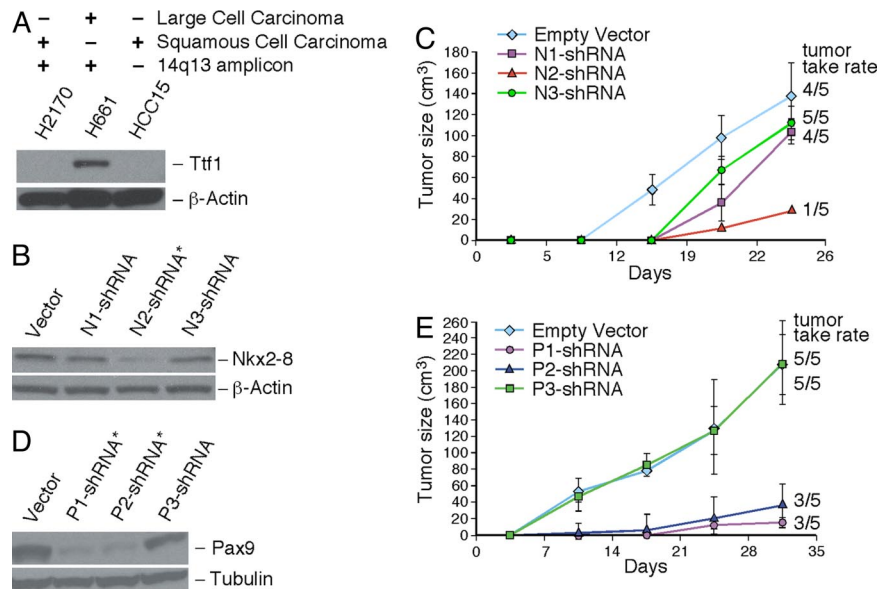 A
– + – Large Cell Carcinoma
+ – + Squamous Cell Carcinoma
+ + – 14q13 amplicon
H2170
H661
HCC15
– Ttf1
– β-Actin
B
Vector
N1-shRNA
N2-shRNA*
N3-shRNA
– Nkx2-8
– β-Actin
D
Vector
P1-shRNA*
P2-shRNA*
P3-shRNA
– Pax9
– Tubulin
C
Empty Vector
N1-shRNA
N2-shRNA
N3-shRNA
tumor
take rate
4/5
5/5
4/5
1/5
Tumor size (cm³)
180
160
140
120
100
80
60
40
20
0
0 5 12 19 22 26
Days
E
Empty Vector
P1-shRNA
P2-shRNA
P3-shRNA
tumor
take rate
5/5
5/5
3/5
3/5
Tumor size (cm³)
260
240
220
200
180
160
140
120
100
80
60
40
20
0
0 7 14 21 28 35
Days